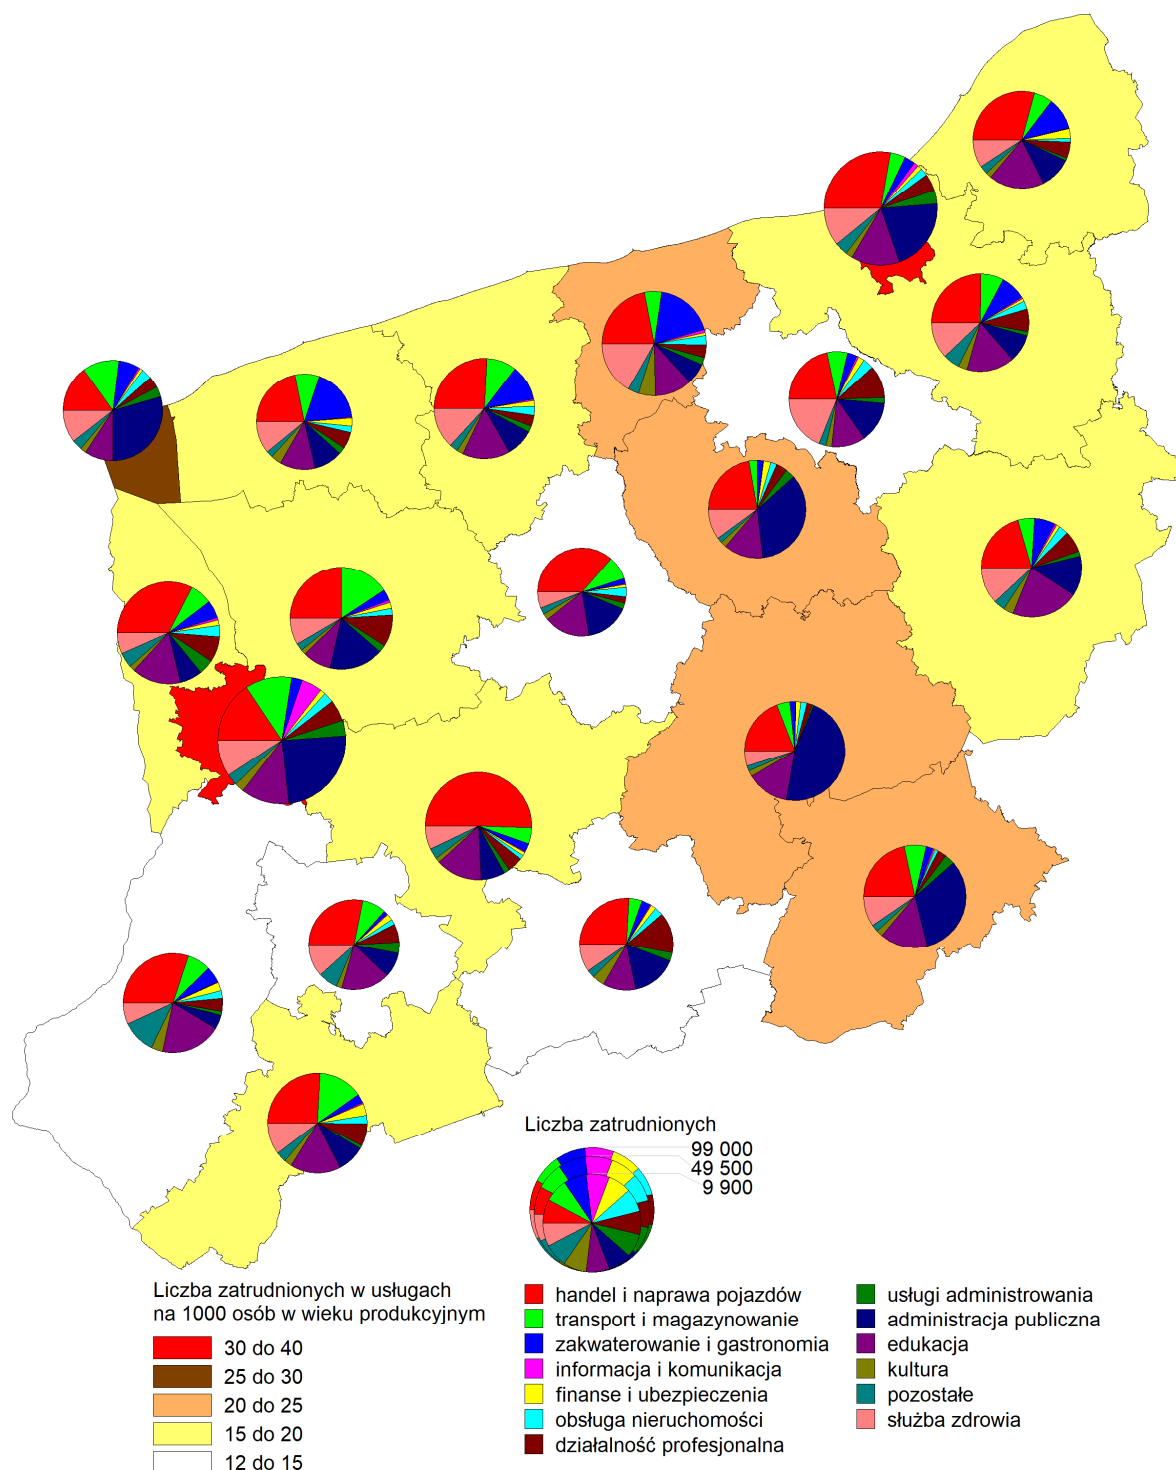 Liczba zatrudnionych
99 000
49 500
9 900
Liczba zatrudnionych w usługach
na 1000 osób w wieku produkcyjnym
30 do 40
25 do 30
20 do 25
15 do 20
12 do 15
handel i naprawa pojazdów
transport i magazynowanie
zakwaterowanie i gastronomia
informacja i komunikacja
finanse i ubezpieczenia
obsługa nieruchomości
działalność profesjonalna
usługi administrowania
administracja publiczna
edukacja
kultura
pozostałe
służba zdrowia